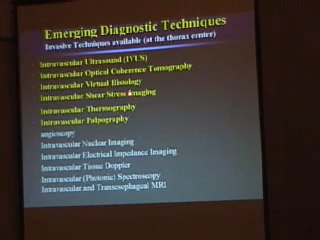 Emerging Diagnostic Techniques
Invasive Techniques available (at the thorax center)
Intravascular Ultrasound (IVUS)
Intravascular Optical Coherence Tomography
Intravascular Virtual Histology
Intravascular Shear Stress Imaging
Intravascular Thermography
Intravascular Palpography
angioscopy
Intravascular Nuclear Imaging
Intravascular Electrical Impedance Imaging
Intravascular Tissue Doppler
Intravascular (Photonic) Spectroscopy
Intravascular and Transesophageal MRI